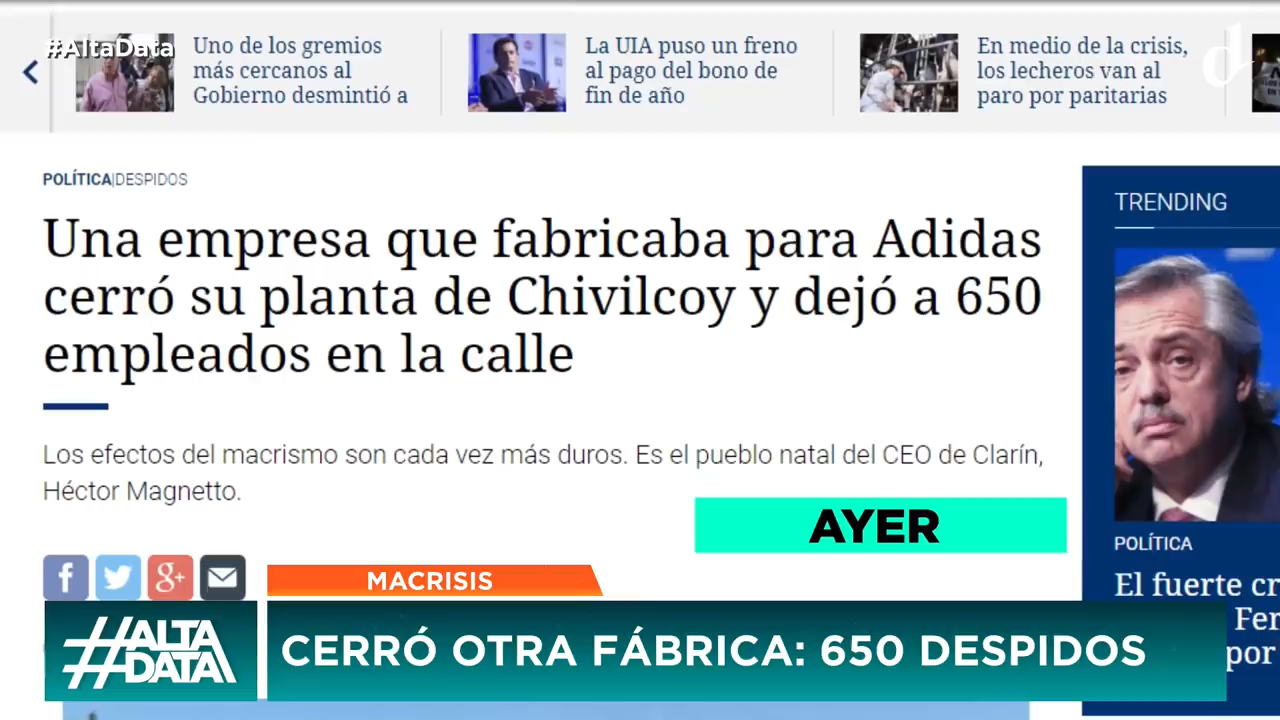 #AltaData
Uno de los gremios
más cercanos al
Gobierno desmintió a
La UIA puso un freno
al pago del bono de
fin de año
En medio de la crisis,
los lecheros van al
paro por paritarias
POLÍTICA|DESPIDOS
Una empresa que fabricaba para Adidas
cerró su planta de Chivilcoy y dejó a 650
empleados en la calle
Los efectos del macrismo son cada vez más duros. Es el pueblo natal del CEO de Clarín,
Héctor Magnetto.
TRENDING
POLÍTICA
El fuerte cr
Fer
por
AYER
MACRISIS
#ALTA
DATA
CERRÓ OTRA FÁBRICA: 650 DESPIDOS